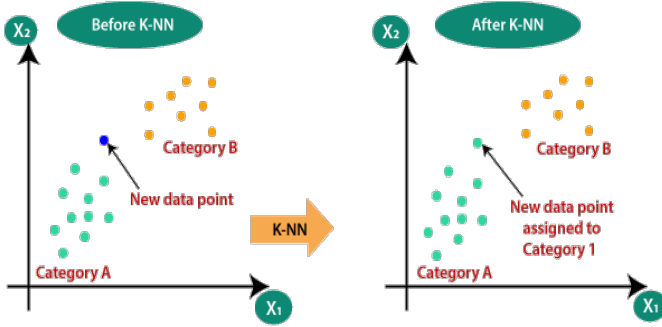 Before K-NN
X₂
Category B
New data point
Category A
X₁
K-NN
After K-NN
X₂
Category B
New data point
assigned to
Category 1
Category A
X₁